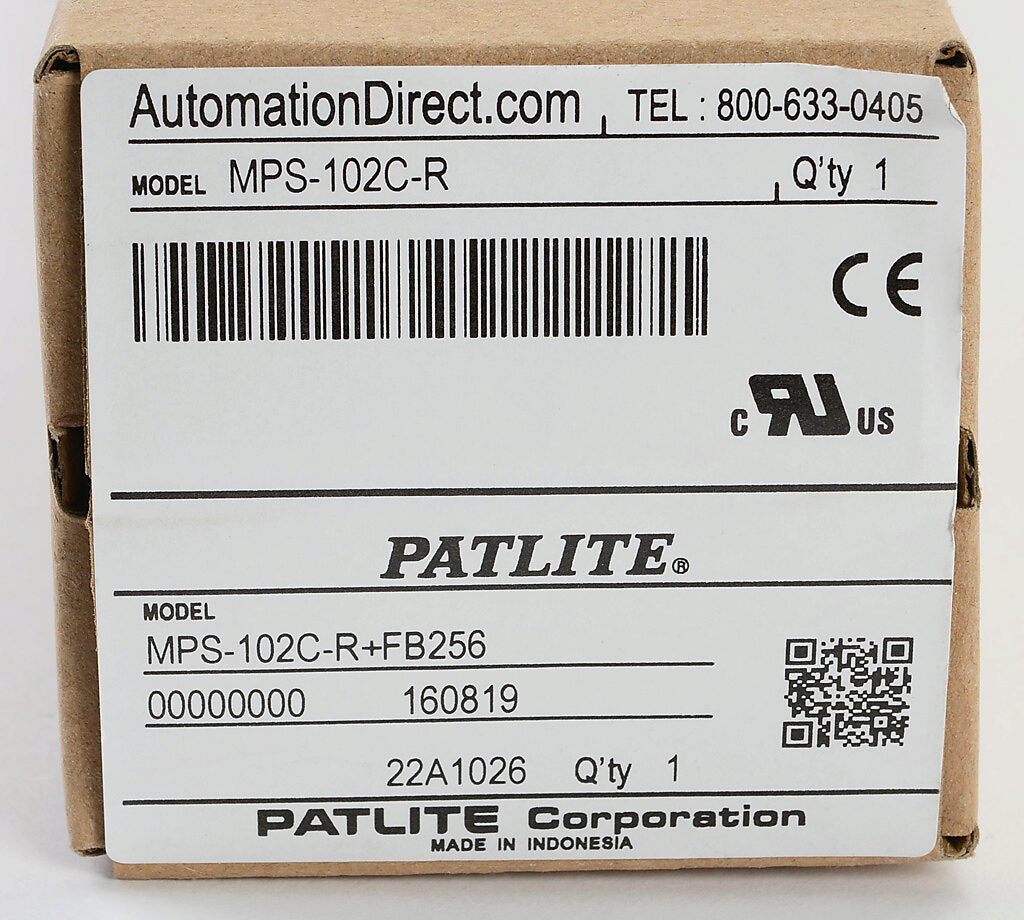 AutomationDirect.com TEL : 800-633-0405
MODEL MPS-102C-R Q'ty 1
CE
c RU US
PATLITE®
MODEL
MPS-102C-R+FB256
00000000 160819
22A1026 Q'ty 1
PATLITE Corporation
MADE IN INDONESIA